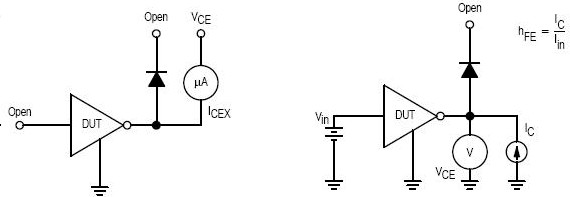 Open
V_CE
Open
DUT
µA
I_CEX
Open
h_FE = I_C / I_in
V_in
DUT
V
V_CE
I_C